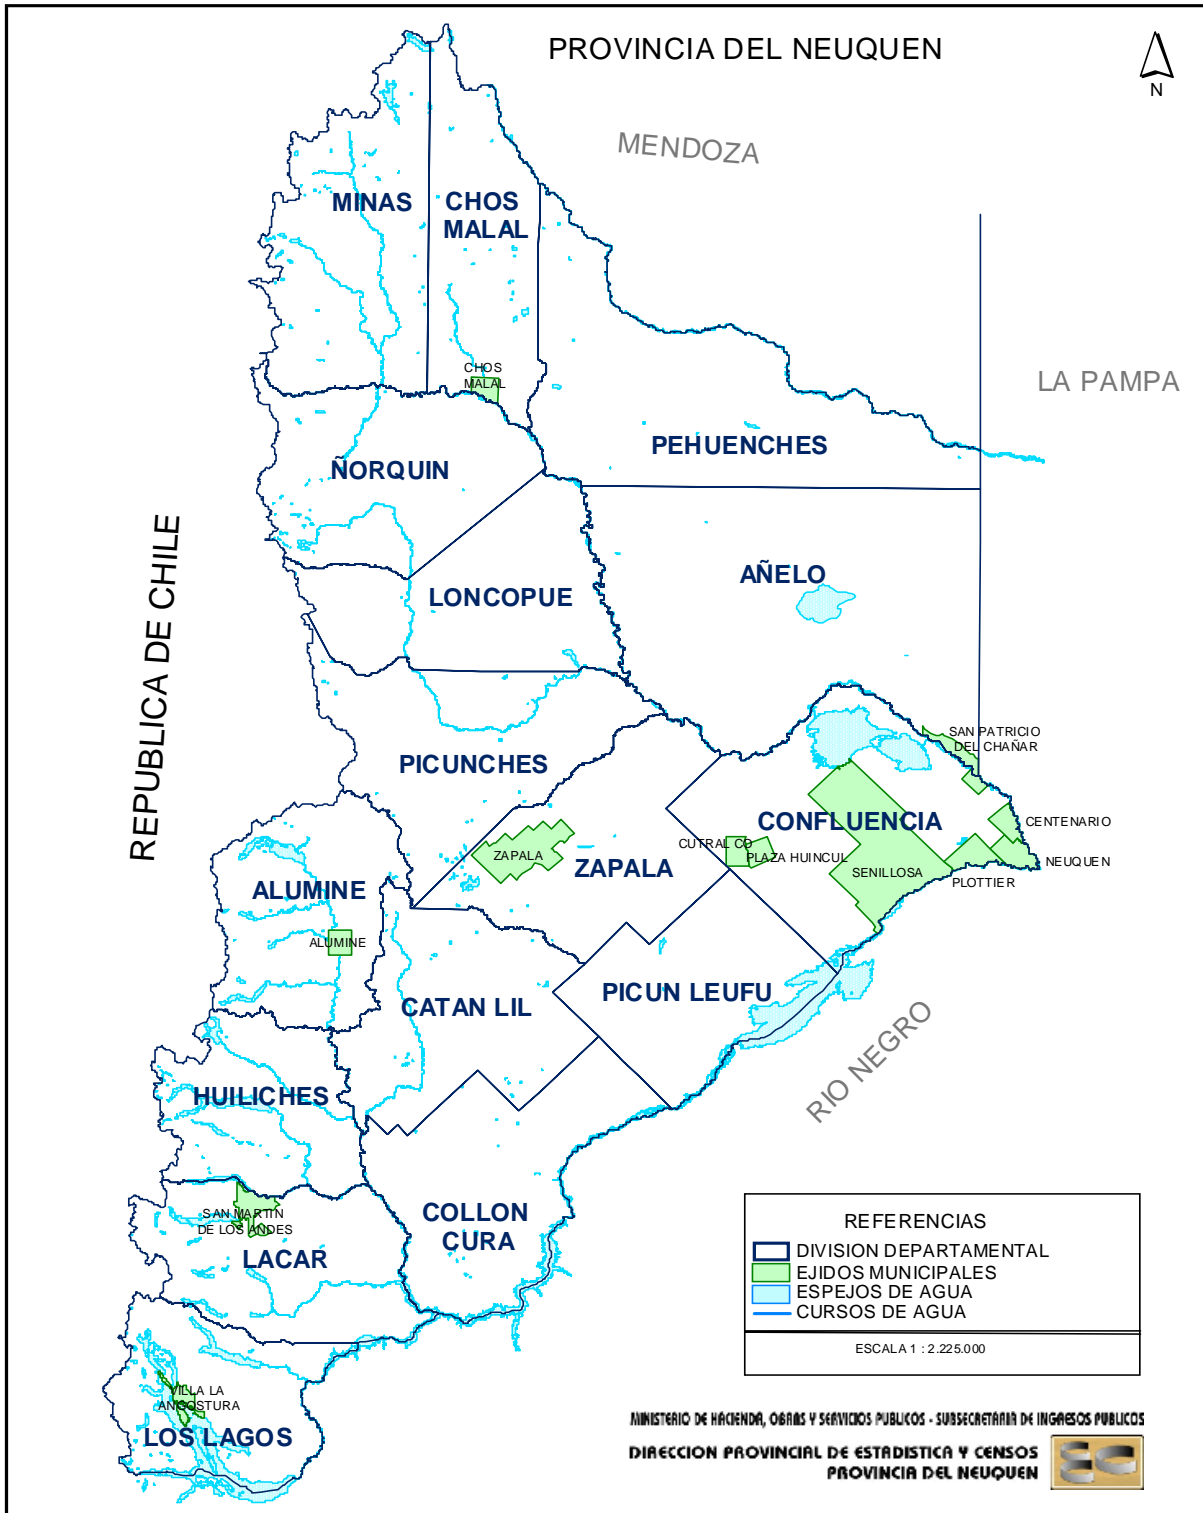 PROVINCIA DEL NEUQUEN
N
MENDOZA
MINAS
CHOS
MALAL
CHOS
MALAL
LA PAMPA
PEHUENCHES
ÑORQUIN
REPUBLICA DE CHILE
AÑELO
LONCOPUE
SAN PATRICIO
DEL CHAÑAR
PICUNCHES
CONFLUENCIA
CENTENARIO
CUTRAL CO
PLAZA HUINCUL
ZAPALA
ZAPALA
NEUQUEN
SENILLOSA
PLOTTIER
ALUMINE
ALUMINE
CATAN LIL
PICUN LEUFU
RIO NEGRO
HUILICHES
SAN MARTIN
DE LOS ANDES
COLLON
CURA
LACAR
REFERENCIAS
DIVISION DEPARTAMENTAL
EJIDOS MUNICIPALES
ESPEJOS DE AGUA
CURSOS DE AGUA
ESCALA 1 : 2.225.000
VILLA LA
ANGOSTURA
LOS LAGOS
MINISTERIO DE HACIENDA, OBRAS Y SERVICIOS PUBLICOS - SUBSECRETARIA DE INGRESOS PUBLICOS
DIRECCION PROVINCIAL DE ESTADISTICA Y CENSOS
PROVINCIA DEL NEUQUEN